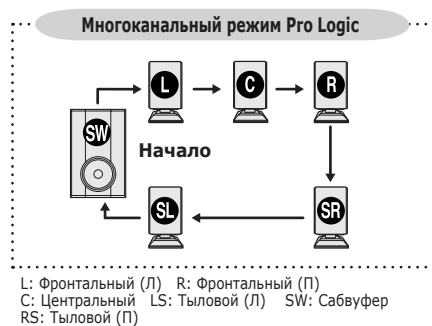 Многоканальный режим Pro Logic
L C R
SW
Начало
SL SR
L: Фронтальный (Л) R: Фронтальный (П)
C: Центральный LS: Тыловой (Л) SW: Сабвуфер
RS: Тыловой (П)